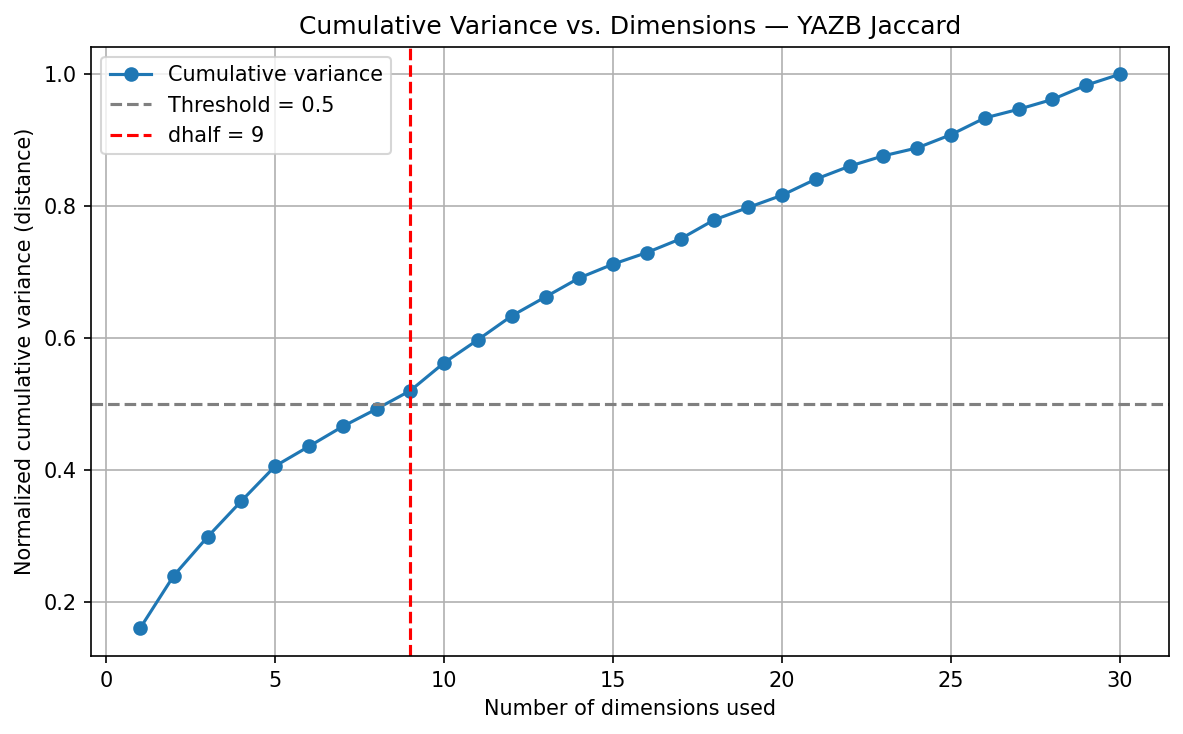 Cumulative Variance vs. Dimensions — YAZB Jaccard
Cumulative variance
Threshold = 0.5
dhalf = 9
Normalized cumulative variance (distance)
1.0
0.8
0.6
0.4
0.2
0 5 10 15 20 25 30
Number of dimensions used